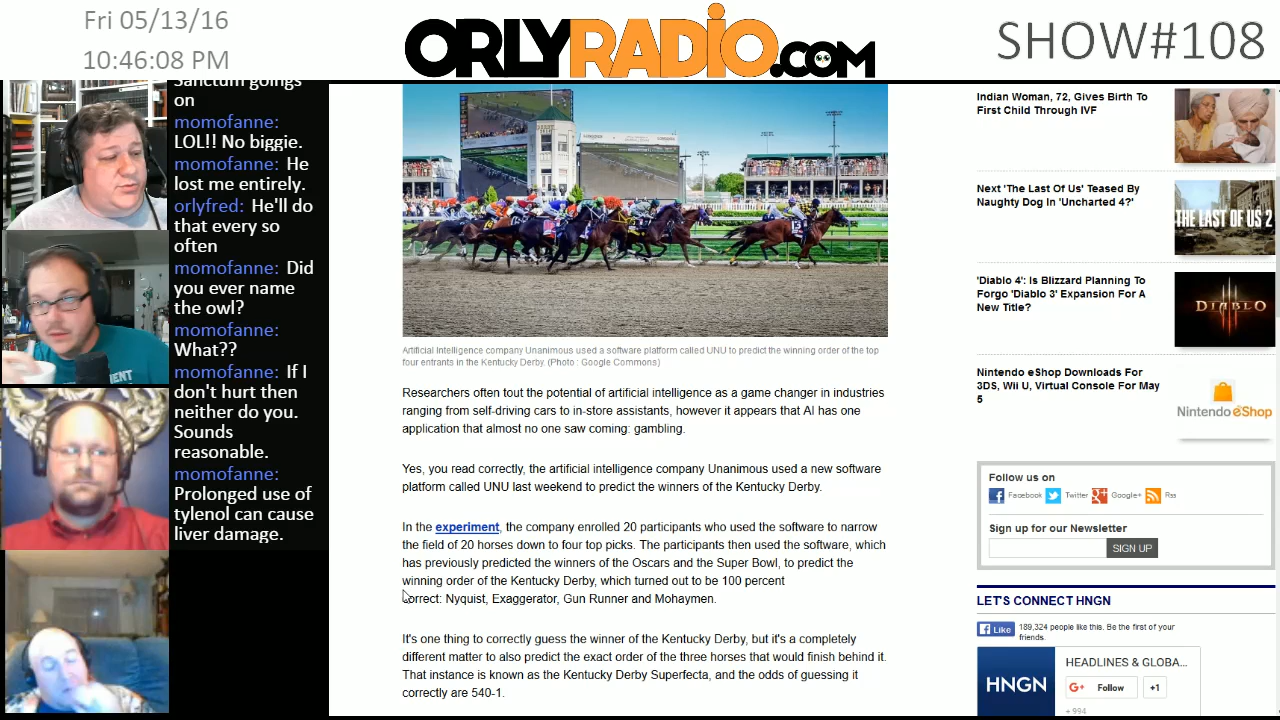 Fri 05/13/16
10:46:08 PM
ORLYRADIO.COM
SHOW#108
Sanctum goings
on
momofanne:
LOL!! No biggie.
momofanne: He
lost me entirely.
orlyfred: He'll do
that every so
often
momofanne: Did
you ever name
the owl?
momofanne:
What??
momofanne: If I
don't hurt then
neither do you.
Sounds
reasonable.
momofanne:
Prolonged use of
tylenol can cause
liver damage.
Artificial Intelligence company Unanimous used a software platform called UNU to predict the winning order of the top
four entrants in the Kentucky Derby. (Photo : Google Commons)
Researchers often tout the potential of artificial intelligence as a game changer in industries
ranging from self-driving cars to in-store assistants, however it appears that AI has one
application that almost no one saw coming: gambling.
Yes, you read correctly, the artificial intelligence company Unanimous used a new software
platform called UNU last weekend to predict the winners of the Kentucky Derby.
In the experiment, the company enrolled 20 participants who used the software to narrow
the field of 20 horses down to four top picks. The participants then used the software, which
has previously predicted the winners of the Oscars and the Super Bowl, to predict the
winning order of the Kentucky Derby, which turned out to be 100 percent
correct: Nyquist, Exaggerator, Gun Runner and Mohaymen.
It's one thing to correctly guess the winner of the Kentucky Derby, but it's a completely
different matter to also predict the exact order of the three horses that would finish behind it.
That instance is known as the Kentucky Derby Superfecta, and the odds of guessing it
correctly are 540-1.
Indian Woman, 72, Gives Birth To
First Child Through IVF
Next 'The Last Of Us' Teased By
Naughty Dog In 'Uncharted 4?'
THE LAST OF US 2
'Diablo 4': Is Blizzard Planning To
Forgo 'Diablo 3' Expansion For A
New Title?
DIABLO
Nintendo eShop Downloads For
3DS, Wii U, Virtual Console For May
5
Nintendo eShop
Follow us on
Facebook Twitter Google+ Rss
Sign up for our Newsletter
SIGN UP
LET'S CONNECT HNGN
Like 189,324 people like this. Be the first of your
friends.
HNGN
HEADLINES & GLOBA...
G+ Follow +1
+ 994